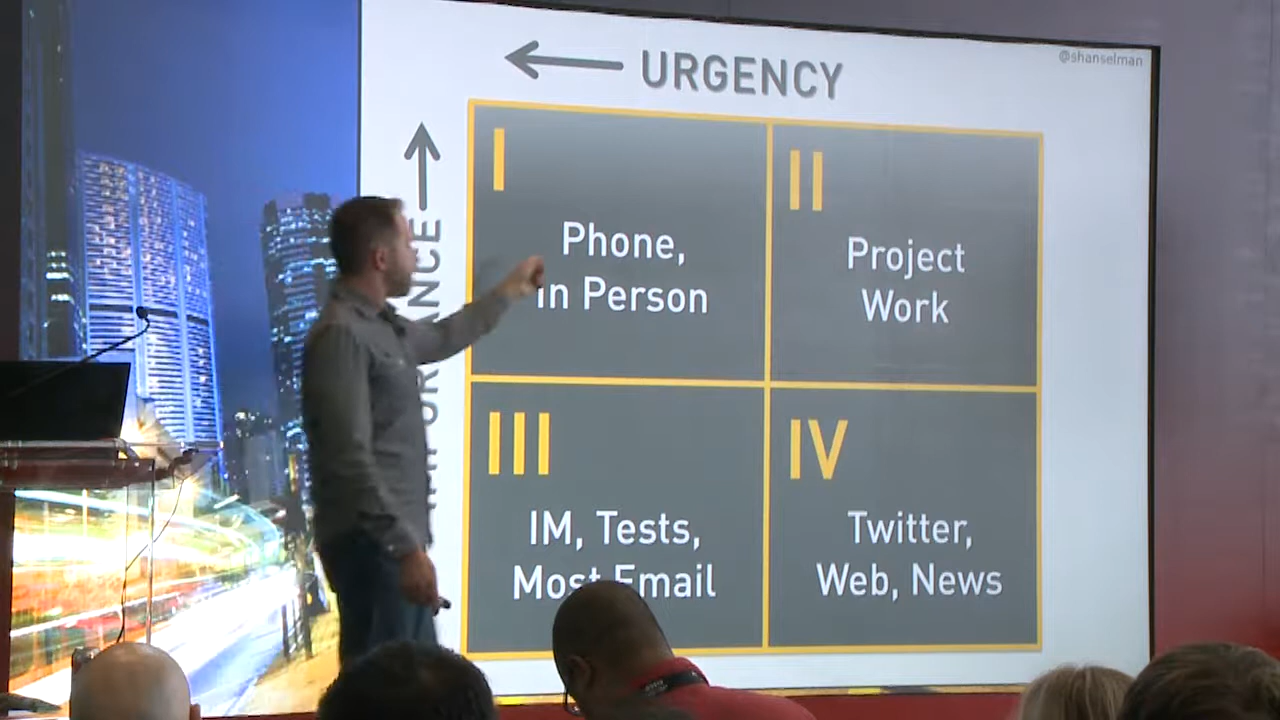 @shanselman
URGENCY
I
Phone,
In Person
II
Project
Work
III
IM, Tests,
Most Email
IV
Twitter,
Web, News